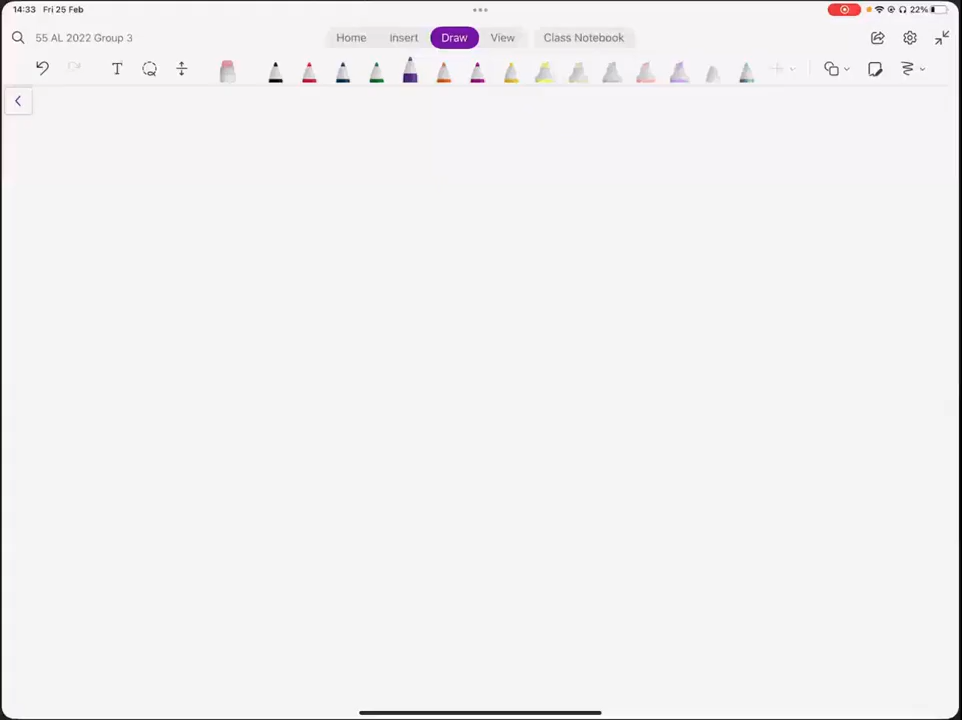 14:33 Fri 25 Feb
22%
55 AL 2022 Group 3
Home Insert Draw View Class Notebook
T